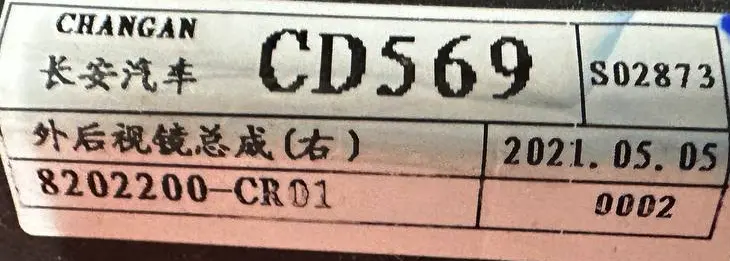 CHANGAN
长安汽车 CD569 S02873
外后视镜总成(右) 2021.05.05
8202200-CR01 0002